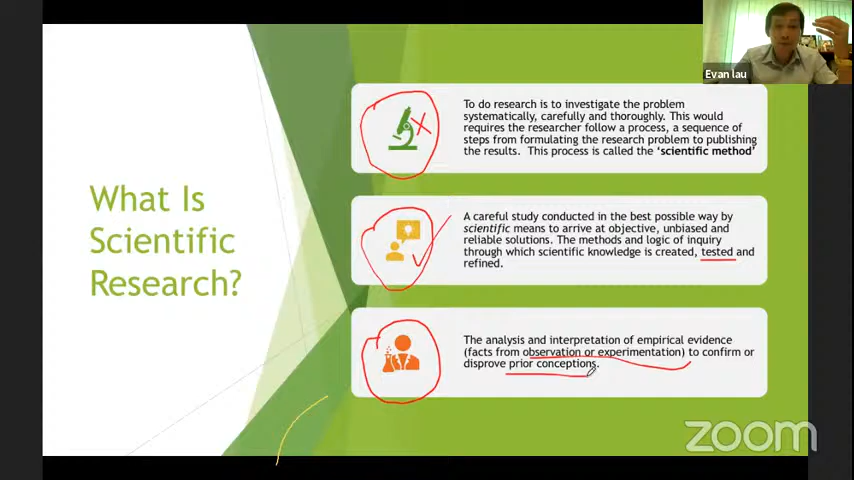 Evan lau
What Is
Scientific
Research?
To do research is to investigate the problem
systematically, carefully and thoroughly. This would
requires the researcher follow a process, a sequence of
steps from formulating the research problem to publishing
the results. This process is called the ‘scientific method’
A careful study conducted in the best possible way by
scientific means to arrive at objective, unbiased and
reliable solutions. The methods and logic of inquiry
through which scientific knowledge is created, tested and
refined.
The analysis and interpretation of empirical evidence
(facts from observation or experimentation) to confirm or
disprove prior conceptions.
zoom